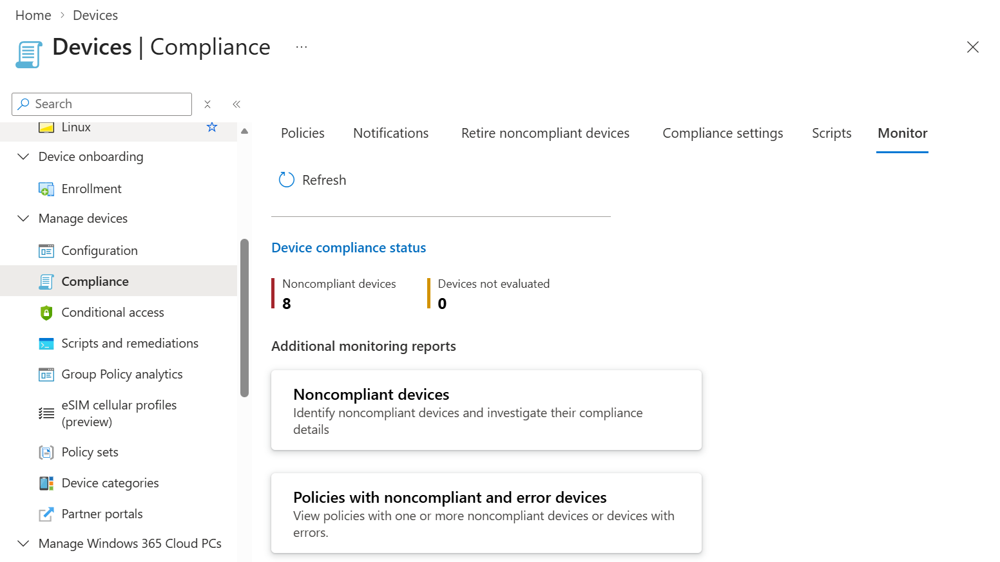 Home > Devices
Devices | Compliance ...
Search
Linux
Device onboarding
Enrollment
Manage devices
Configuration
Compliance
Conditional access
Scripts and remediations
Group Policy analytics
eSIM cellular profiles
(preview)
Policy sets
Device categories
Partner portals
Manage Windows 365 Cloud PCs
Policies Notifications Retire noncompliant devices Compliance settings Scripts Monitor
Refresh
Device compliance status
Noncompliant devices Devices not evaluated
8 0
Additional monitoring reports
Noncompliant devices
Identify noncompliant devices and investigate their compliance
details
Policies with noncompliant and error devices
View policies with one or more noncompliant devices or devices with
errors.